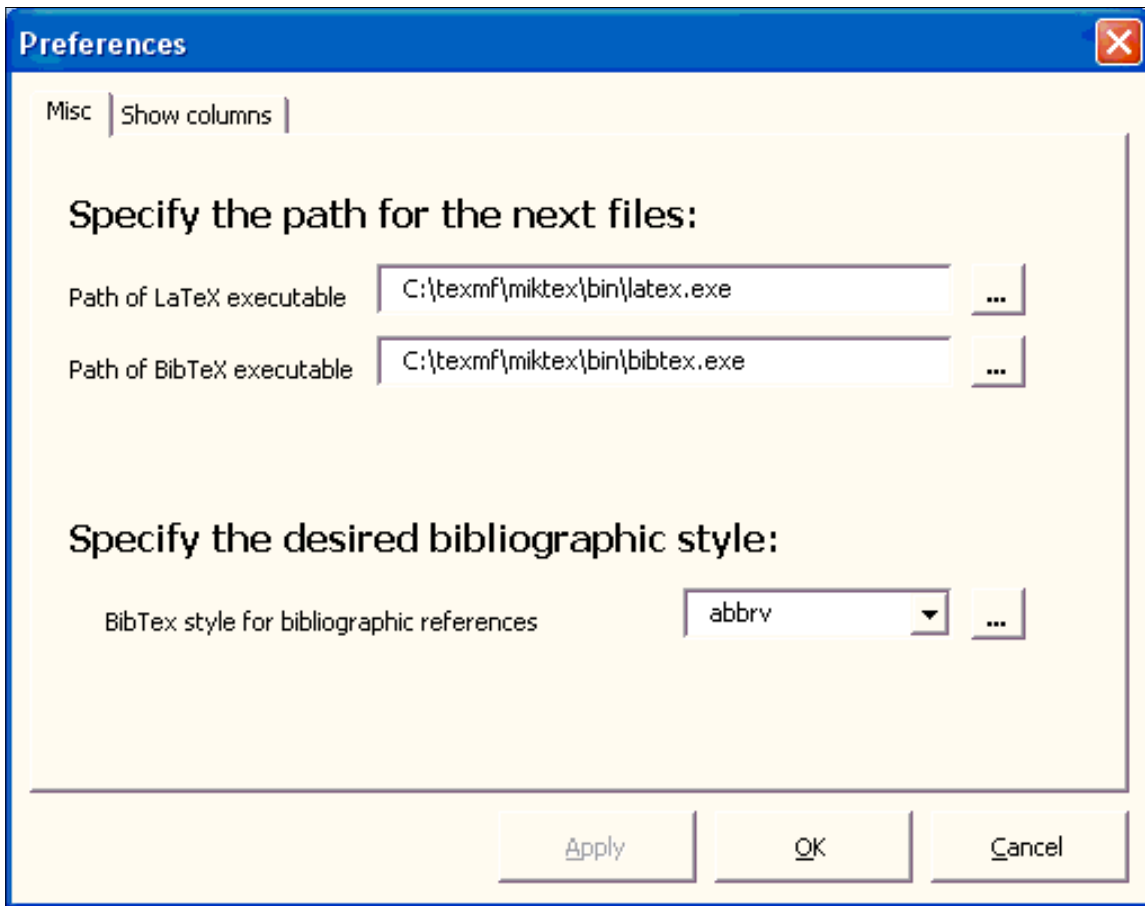 Preferences
Misc
Show columns
Specify the path for the next files:
Path of LaTeX executable
C:\texmf\miktex\bin\latex.exe
...
Path of BibTeX executable
C:\texmf\miktex\bin\bibtex.exe
...
Specify the desired bibliographic style:
BibTex style for bibliographic references
abbrv
...
Apply
OK
Cancel